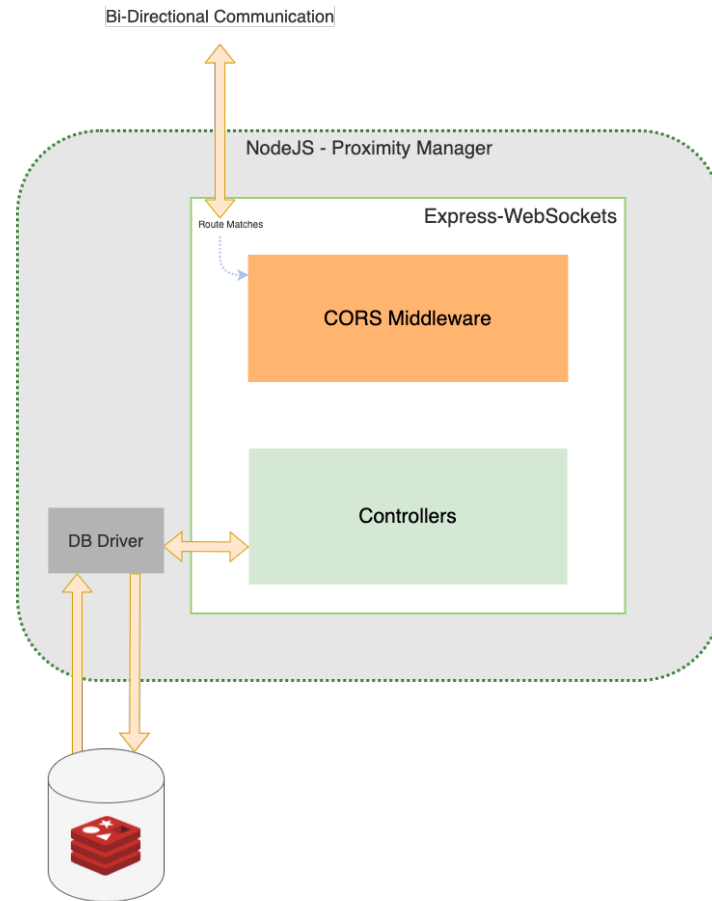 Bi-Directional Communication
NodeJS - Proximity Manager
Express-WebSockets
Route Matches
CORS Middleware
Controllers
DB Driver